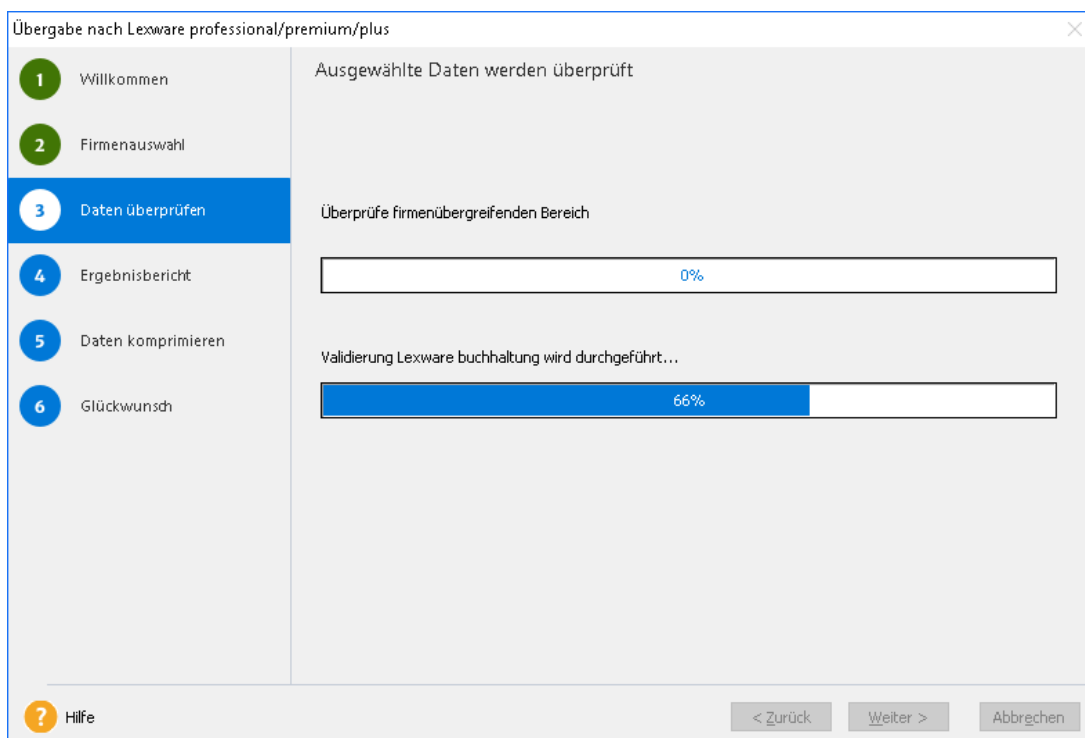 Übergabe nach Lexware professional/premium/plus
1 Willkommen
2 Firmenauswahl
3 Daten überprüfen
4 Ergebnisbericht
5 Daten komprimieren
6 Glückwunsch
Ausgewählte Daten werden überprüft
Überprüfe firmenübergreifenden Bereich
0%
Validierung Lexware buchhaltung wird durchgeführt...
66%
? Hilfe
< Zurück Weiter > Abbrechen